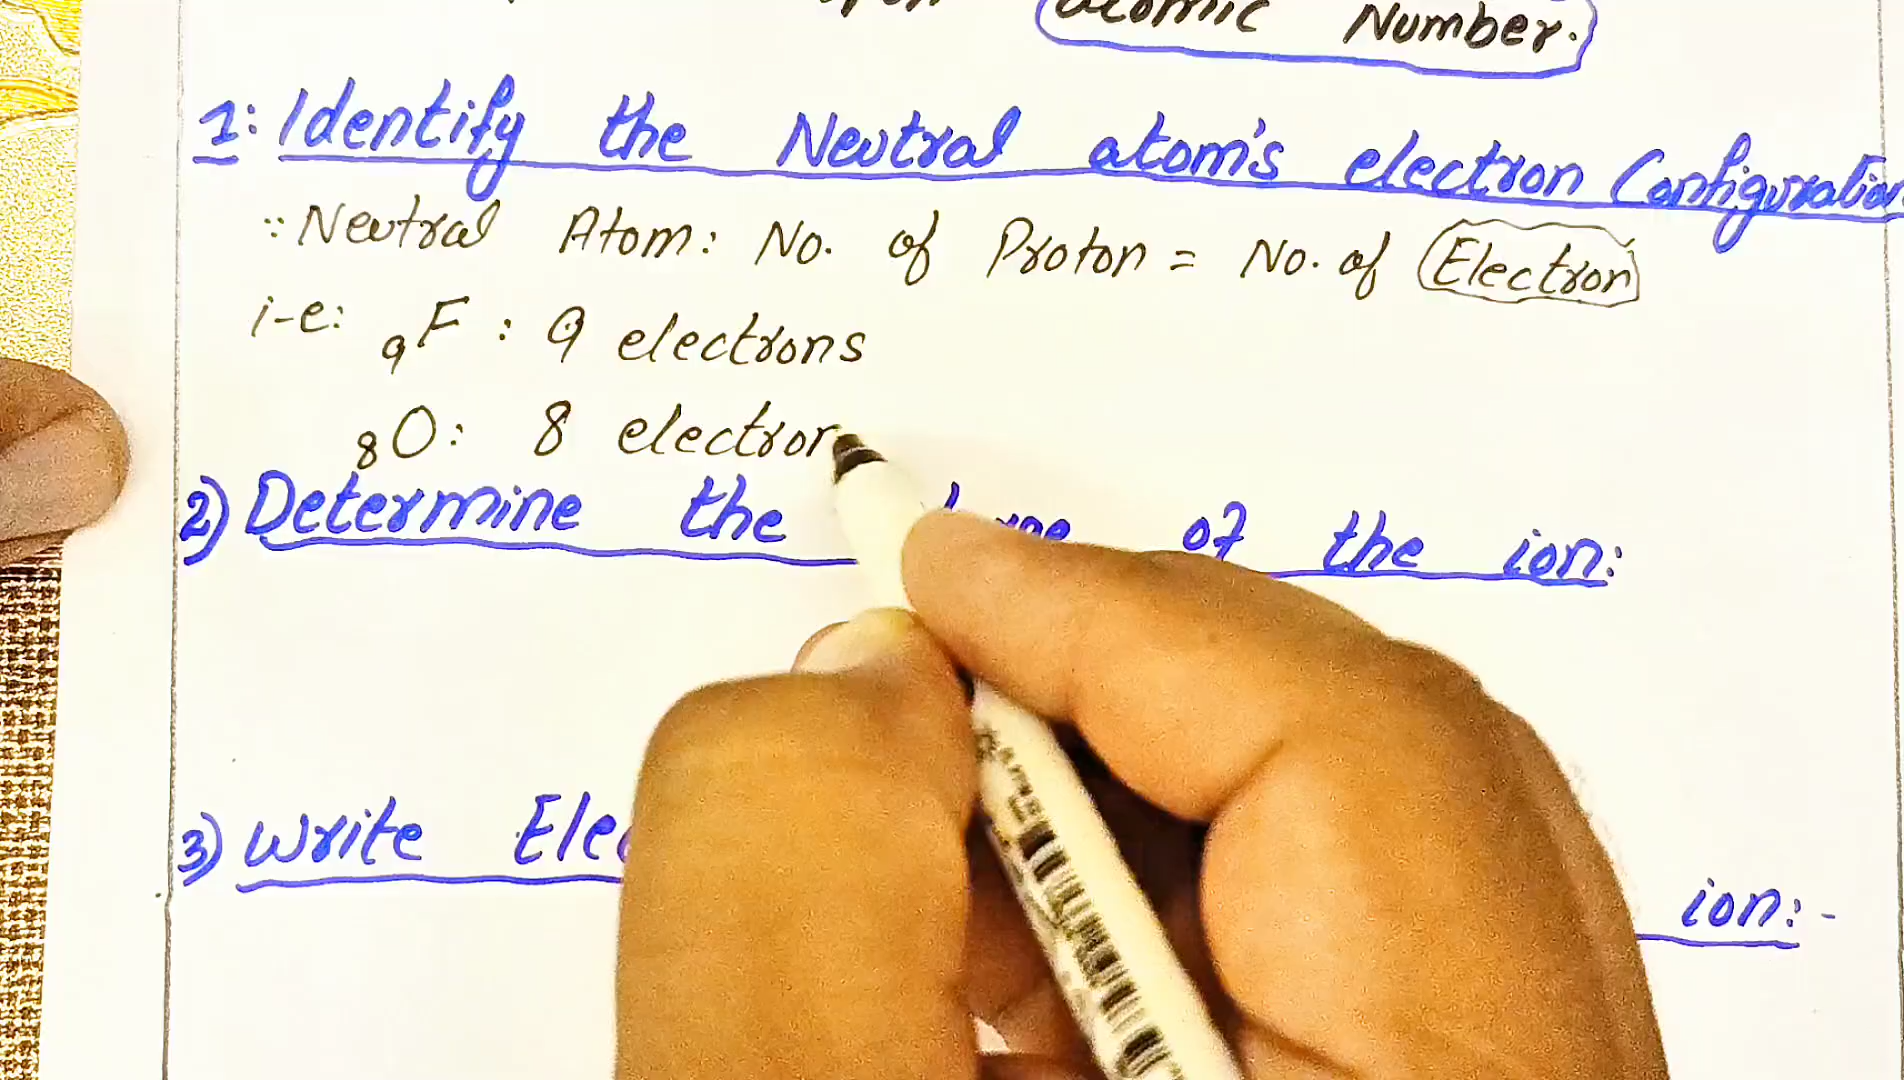 atomic Number.
1: Identify the Neutral atom's electron Configuration
∵ Neutral Atom: No. of Proton = No. of Electron
i-e: 9F : 9 electrons
8O: 8 electron
2) Determine the of the ion:
3) Write ion:-